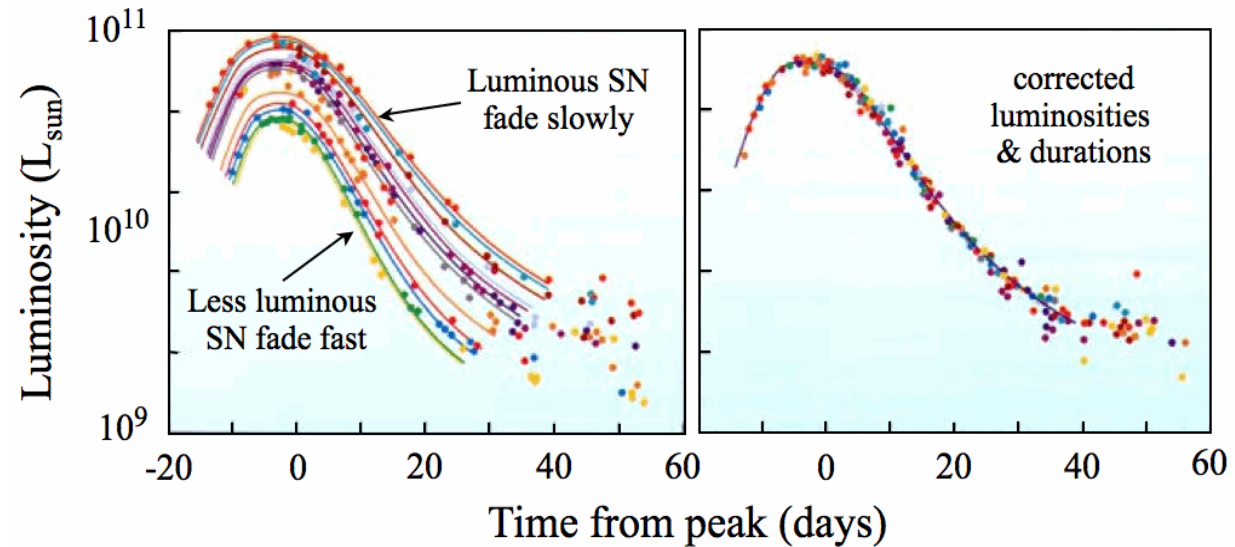 Luminosity (L_sun)
10^11
10^10
10^9
Luminous SN
fade slowly
Less luminous
SN fade fast
corrected
luminosities
& durations
-20 0 20 40 60
0 20 40 60
Time from peak (days)